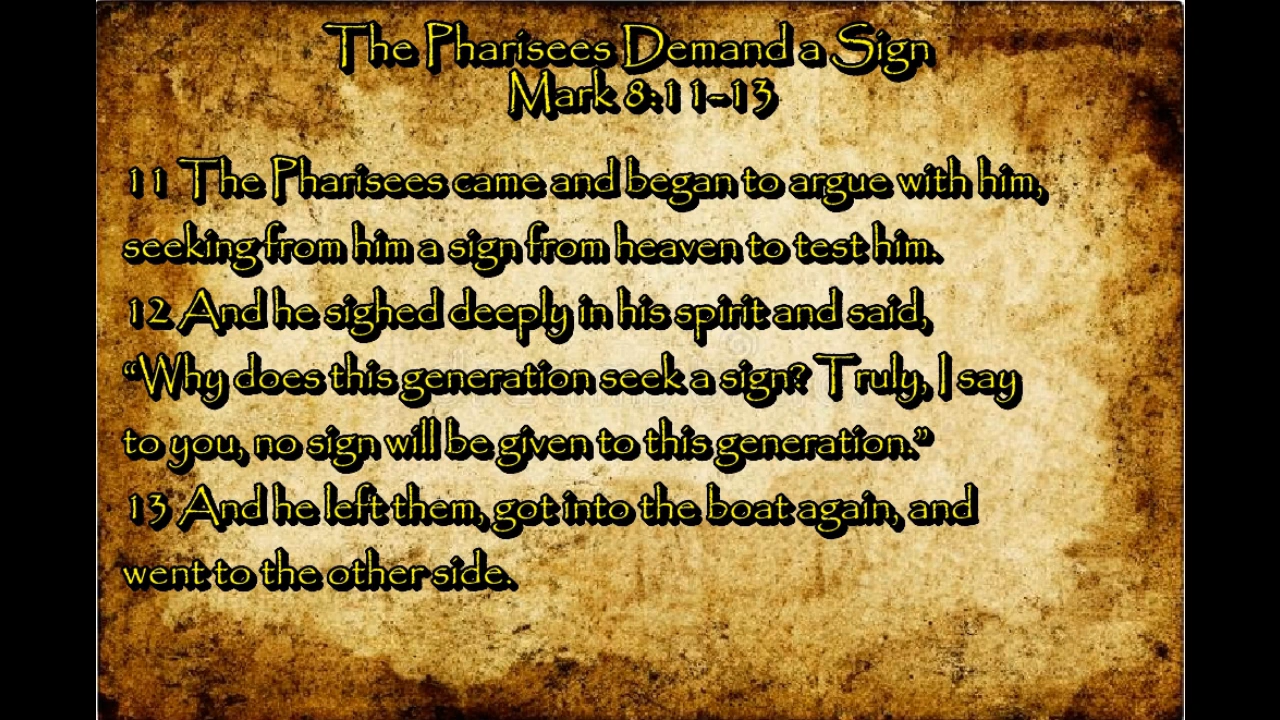 The Pharisees Demand a Sign
Mark 8:11-13
11 The Pharisees came and began to argue with him,
seeking from him a sign from heaven to test him.
12 And he sighed deeply in his spirit and said,
“Why does this generation seek a sign? Truly, I say
to you, no sign will be given to this generation.”
13 And he left them, got into the boat again, and
went to the other side.